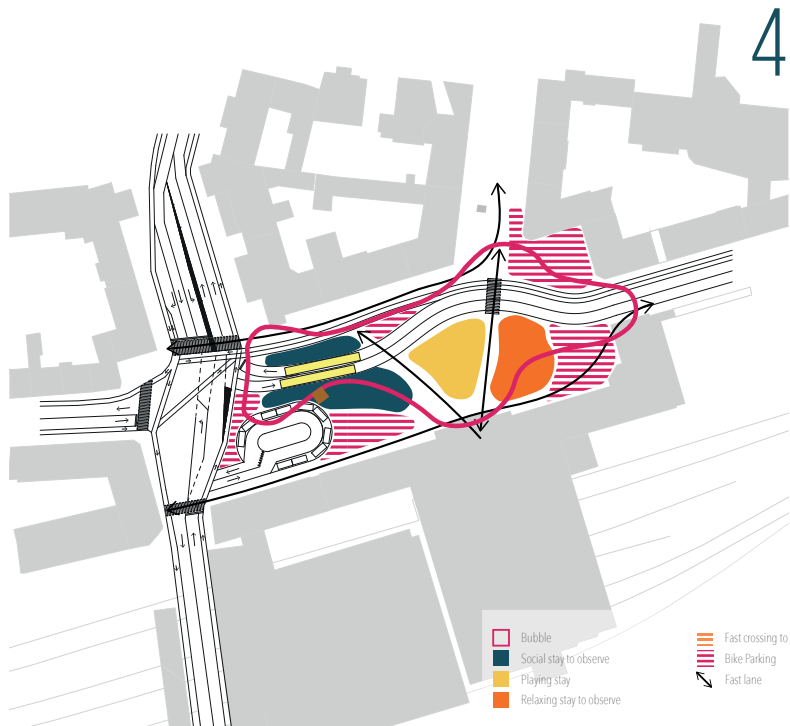 4
Bubble
Social stay to observe
Playing stay
Relaxing stay to observe
Fast crossing to
Bike Parking
Fast lane